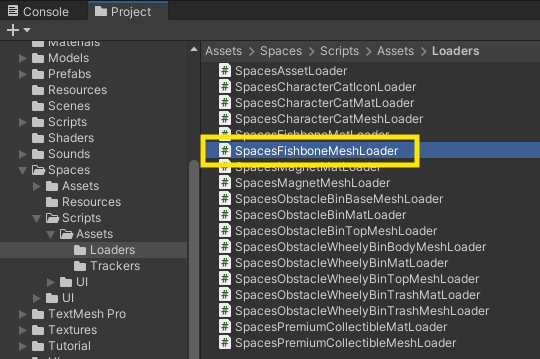 Console
Project
Materials
Models
Prefabs
Resources
Scenes
Scripts
Shaders
Sounds
Spaces
Assets
Resources
Scripts
Assets
Loaders
Trackers
UI
UI
TextMesh Pro
Textures
Tutorial
Assets > Spaces > Scripts > Assets > Loaders
SpacesAssetLoader
SpacesCharacterCatIconLoader
SpacesCharacterCatMatLoader
SpacesCharacterCatMeshLoader
SpacesFishboneMatLoader
SpacesFishboneMeshLoader
SpacesMagnetMatLoader
SpacesMagnetMeshLoader
SpacesObstacleBinBaseMeshLoader
SpacesObstacleBinMatLoader
SpacesObstacleBinTopMeshLoader
SpacesObstacleWheelyBinBodyMeshLoader
SpacesObstacleWheelyBinMatLoader
SpacesObstacleWheelyBinTopMeshLoader
SpacesObstacleWheelyBinTrashMatLoader
SpacesObstacleWheelyBinTrashMeshLoader
SpacesPremiumCollectibleMatLoader
SpacesPremiumCollectibleMeshLoader